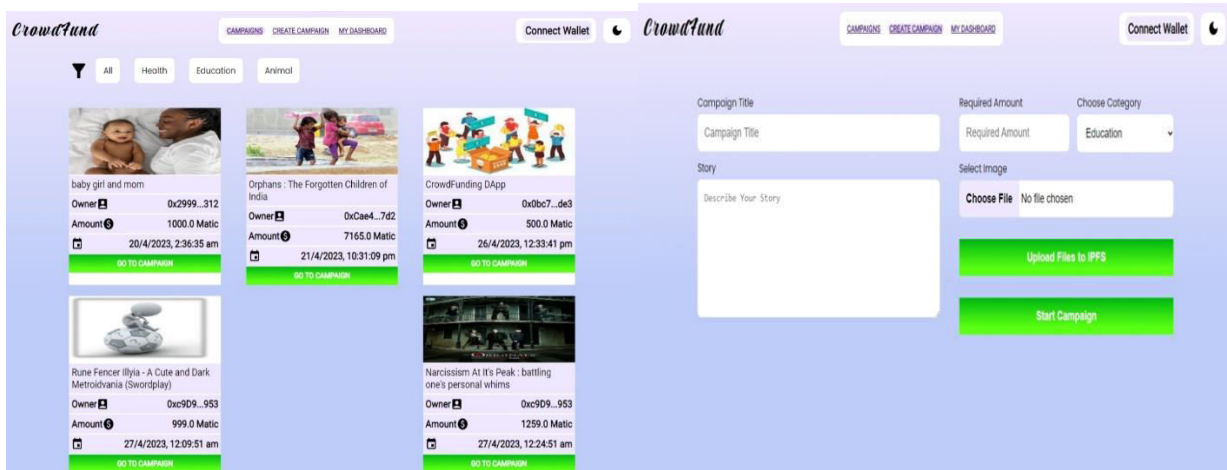 CrowdFund
CAMPAIGNS CREATE CAMPAIGN MY DASHBOARD
Connect Wallet
All Health Education Animal
baby girl and mom
Owner 0x2999...312
Amount 1000.0 Matic
20/4/2023, 2:36:35 am
GO TO CAMPAIGN
Orphans : The Forgotten Children of
India
Owner 0xCae4...7d2
Amount 7165.0 Matic
21/4/2023, 10:31:09 pm
GO TO CAMPAIGN
CrowdFunding DApp
Owner 0x0bc7...de3
Amount 500.0 Matic
26/4/2023, 12:33:41 pm
GO TO CAMPAIGN
Rune Fencer Illyia - A Cute and Dark
Metroidvania (Swordplay)
Owner 0xc9D9...953
Amount 999.0 Matic
27/4/2023, 12:09:51 am
GO TO CAMPAIGN
ORIGINALS
Narcissism At It's Peak : battling
one's personal whims
Owner 0xc9D9...953
Amount 1259.0 Matic
27/4/2023, 12:24:51 am
GO TO CAMPAIGN
CrowdFund
CAMPAIGNS CREATE CAMPAIGN MY DASHBOARD
Connect Wallet
Campaign Title
Campaign Title
Story
Describe Your Story
Required Amount
Required Amount
Choose Category
Education
Select Image
Choose File No file chosen
Upload Files to IPFS
Start Campaign